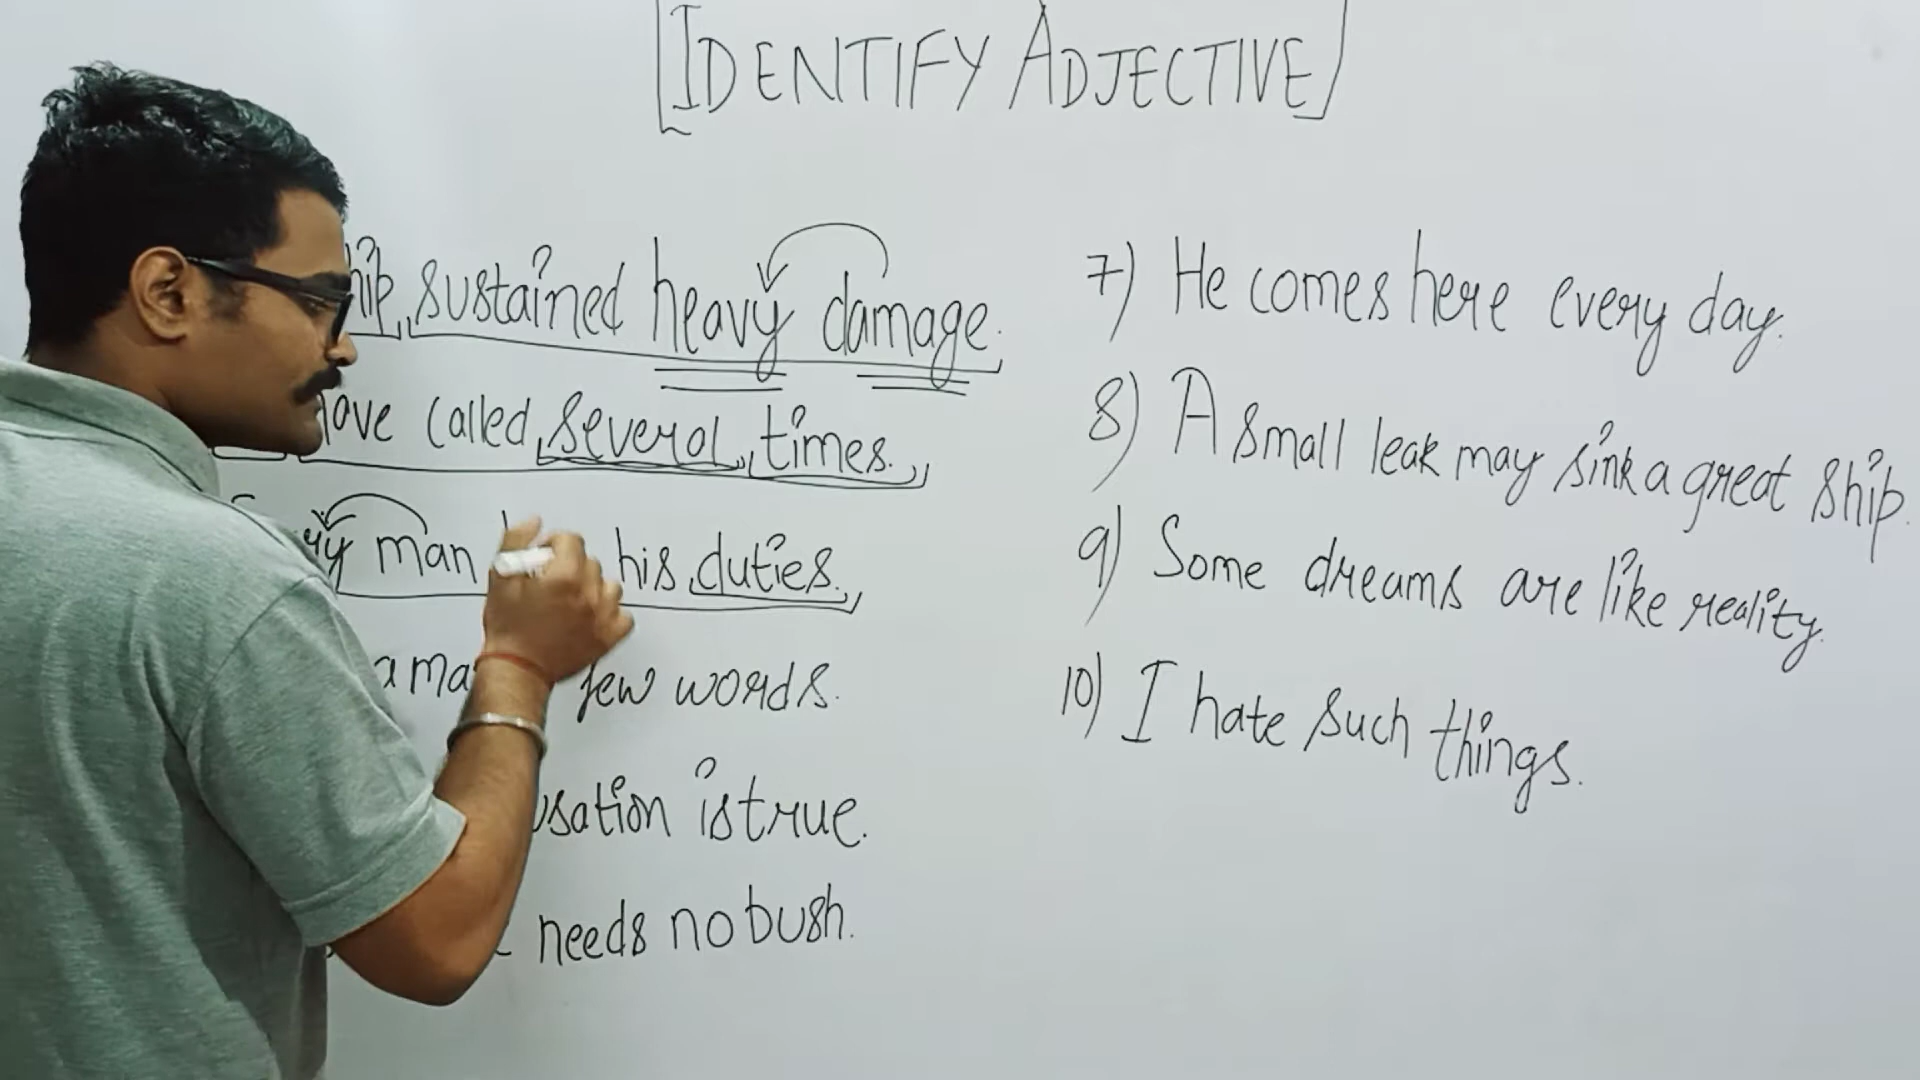 [IDENTIFY ADJECTIVE]
sustained heavy damage.
called several times.
man his duties.
a few words.
is true.
needs no bush.
7) He comes here every day.
8) A small leak may sink a great ship.
9) Some dreams are like reality.
10) I hate such things.